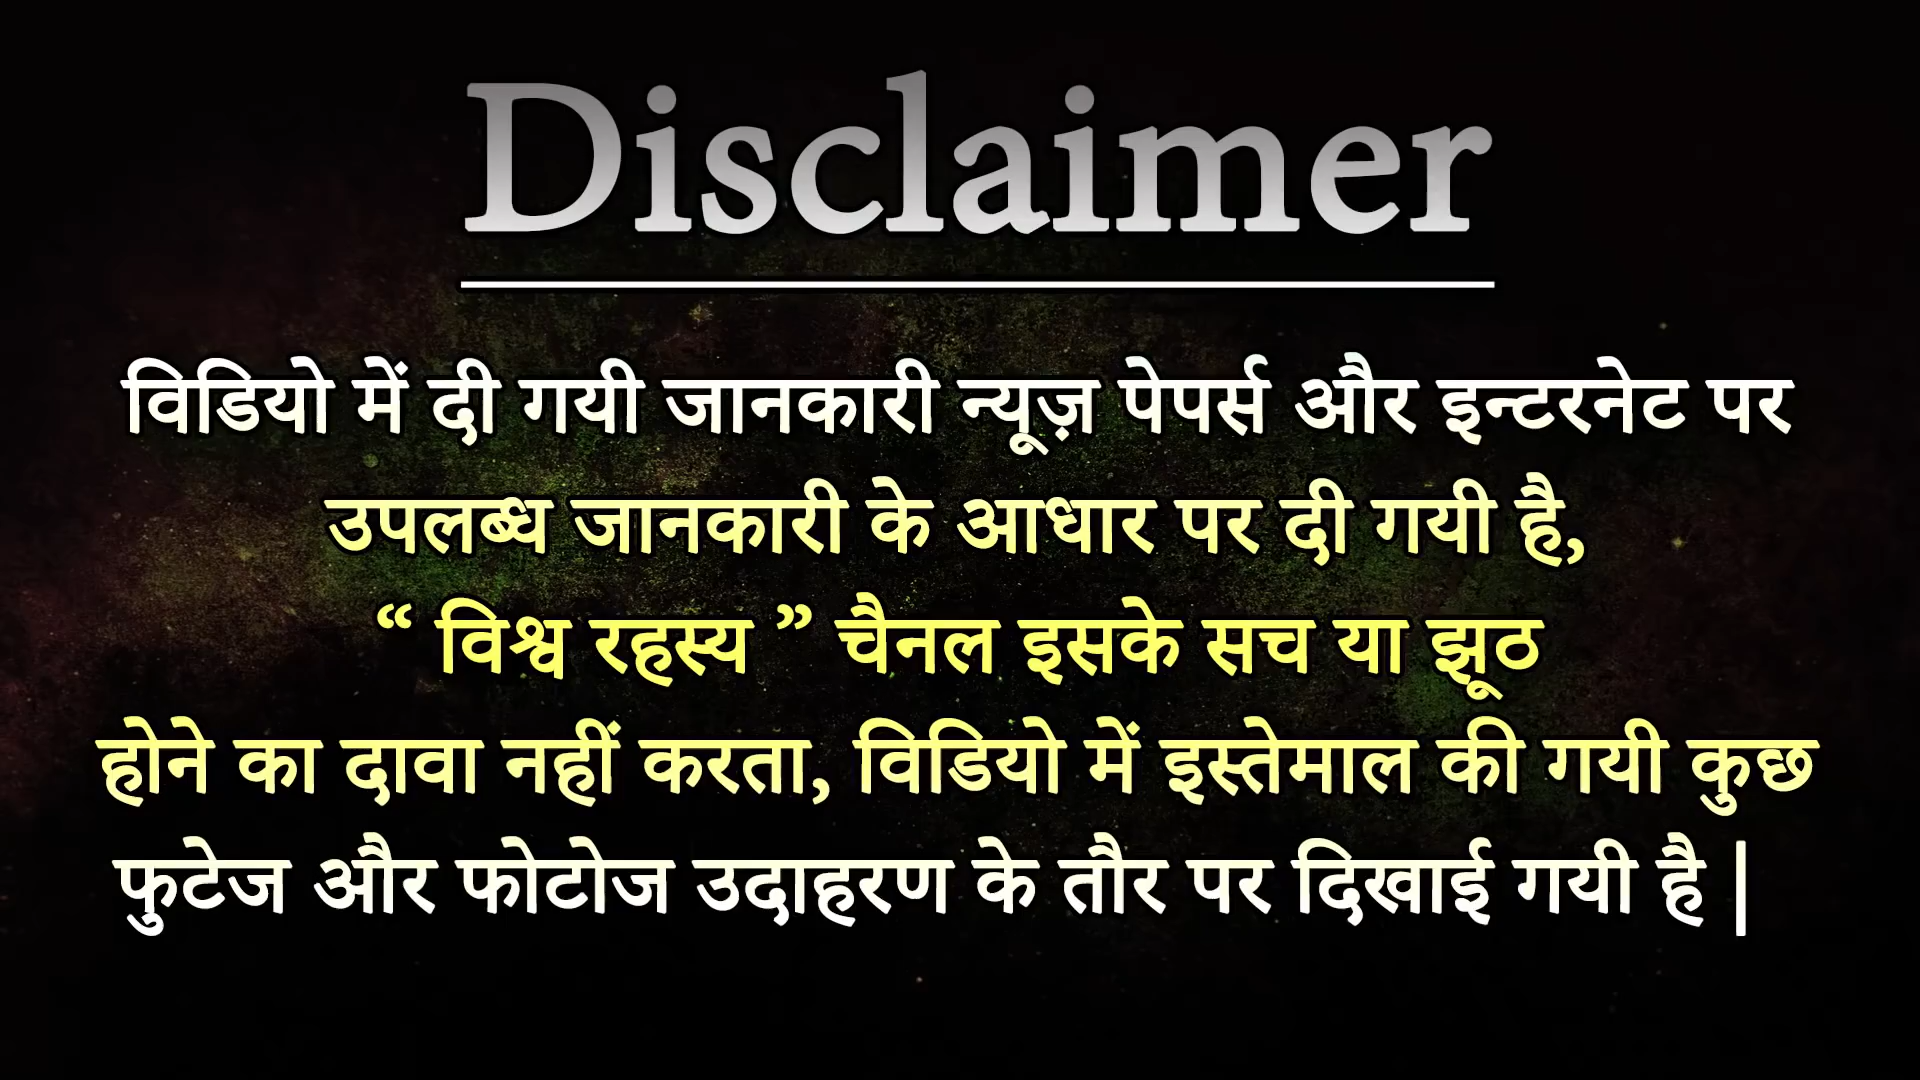 Disclaimer
विडियो में दी गयी जानकारी न्यूज़ पेपर्स और इन्टरनेट पर
उपलब्ध जानकारी के आधार पर दी गयी है,
“ विश्व रहस्य ” चैनल इसके सच या झूठ
होने का दावा नहीं करता, विडियो में इस्तेमाल की गयी कुछ
फुटेज और फोटोज उदाहरण के तौर पर दिखाई गयी है |